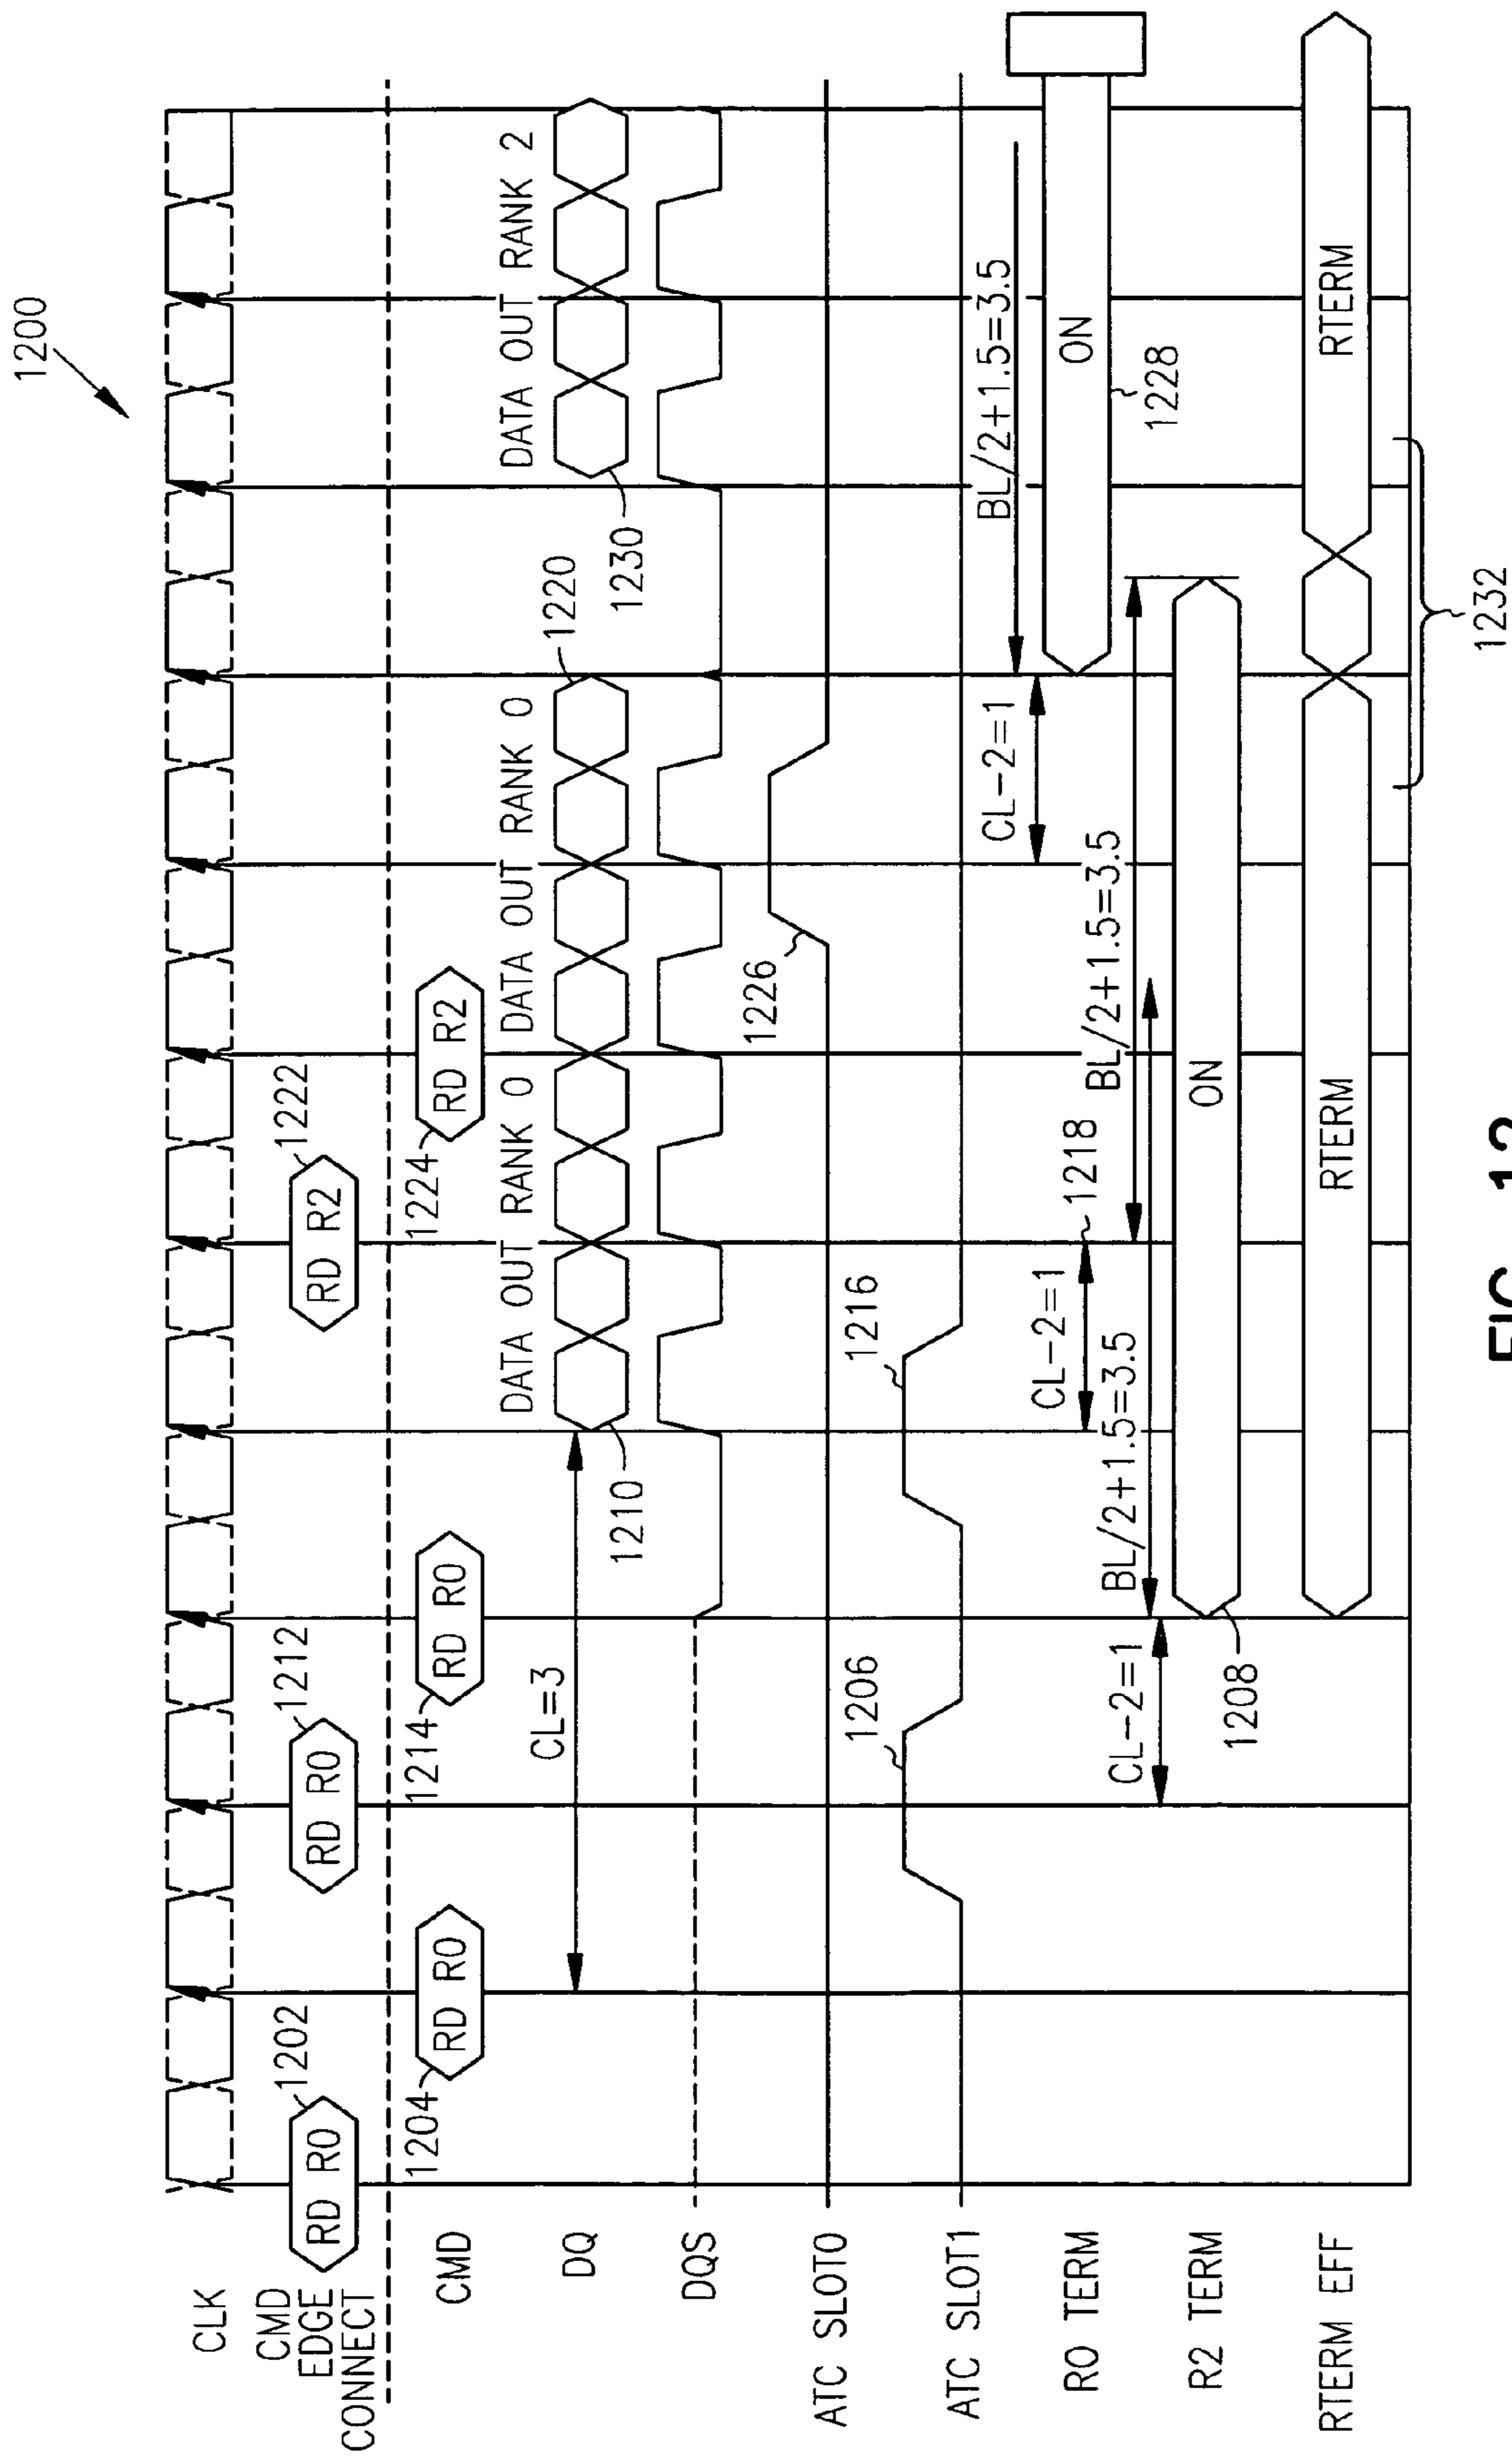 1200
CLK
CMD
EDGE
CONNECT
RD R0
1202
RD R0
1212
RD R2
1222
CMD
1204
RD R0
1214
RD R0
1224
RD R2
DQ
CL=3
1210
DATA OUT RANK 0
DATA OUT RANK 0
1220
1230
DATA OUT RANK 2
DQS
ATC SLOT0
1226
ATC SLOT1
1206
1216
R0 TERM
CL-2=1
1218
CL-2=1
BL/2+1.5=3.5
ON
1228
R2 TERM
CL-2=1
BL/2+1.5=3.5
BL/2+1.5=3.5
1208
ON
RTERM EFF
RTERM
RTERM
1232
FIG. 12